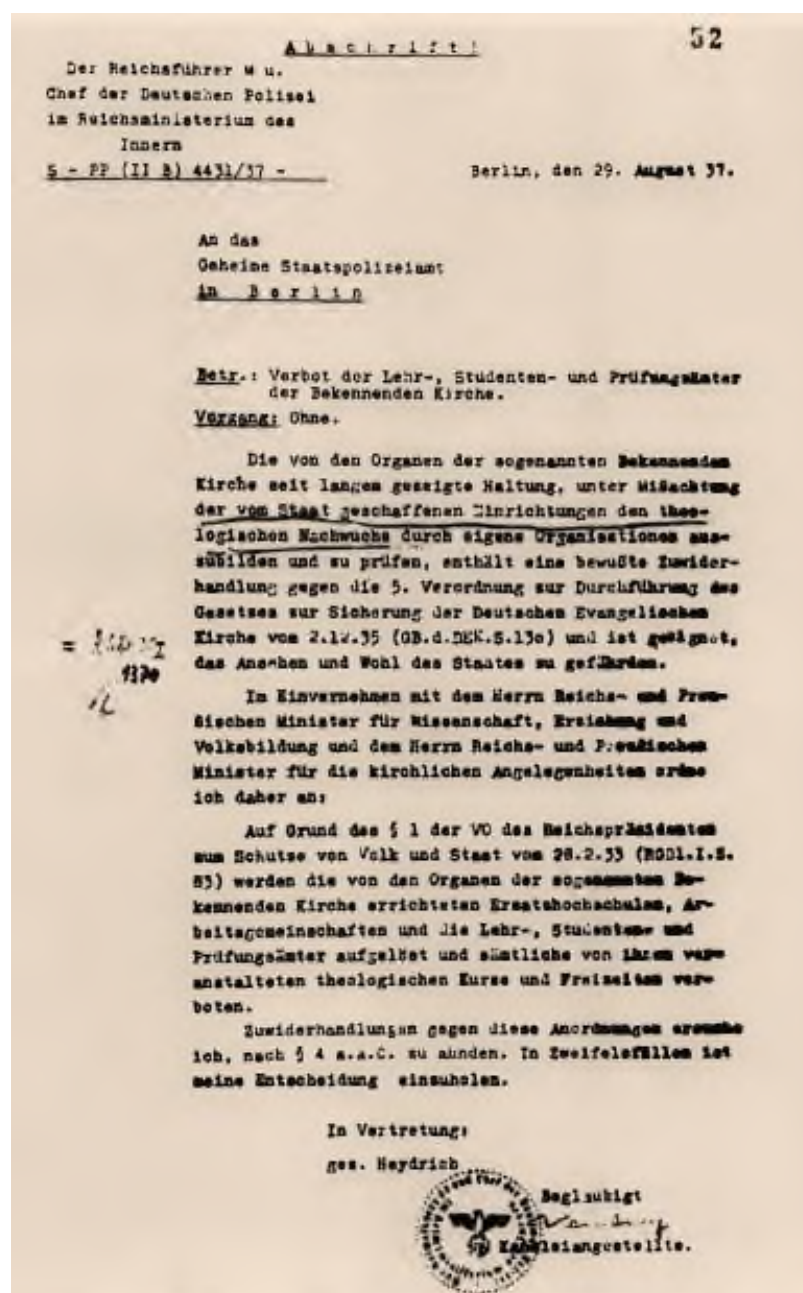 Abschrift!
52
Der Reichsführer SS u.
Chef der Deutschen Polizei
im Reichsministerium des
Innern
S - PP (II B) 4431/37 -
Berlin, den 29. August 37.
An das
Geheime Staatspolizeiamt
in Berlin
Betr.: Verbot der Lehr-, Studenten- und Prüfungsämter
der Bekennenden Kirche.
Vorgang: Ohne.
Die von den Organen der sogenannten Bekennenden
Kirche seit langem gezeigte Haltung, unter Mißachtung
der vom Staat geschaffenen Einrichtungen den theo-
logischen Nachwuchs durch eigene Organisationen aus-
zubilden und zu prüfen, enthält eine bewußte Zuwider-
handlung gegen die 5. Verordnung zur Durchführung des
Gesetzes zur Sicherung der Deutschen Evangelischen
Kirche vom 2.12.35 (GB.d.DEK.S.130) und ist geeignet,
das Ansehen und Wohl des Staates zu gefährden.
Im Einvernehmen mit dem Herrn Reichs- und Preu-
ßischen Minister für Wissenschaft, Erziehung und
Volksbildung und dem Herrn Reichs- und Preußischen
Minister für die kirchlichen Angelegenheiten ordne
ich daher an:
Auf Grund des § 1 der VO des Reichspräsidenten
zum Schutze von Volk und Staat vom 28.2.33 (RGBl.I.S.
83) werden die von den Organen der sogenannten Be-
kennenden Kirche errichteten Ersatzhochschulen, Ar-
beitsgemeinschaften und die Lehr-, Studenten- und
Prüfungsämter aufgelöst und sämtliche von ihnen ver-
anstalteten theologischen Kurse und Freizeiten ver-
boten.
Zuwiderhandlungen gegen diese Anordnungen ersuche
ich, nach § 4 a.a.O. zu ahnden. In Zweifelsfällen ist
meine Entscheidung einzuholen.
In Vertretung:
gez. Heydrich
Beglaubigt
Kanzleiangestellte.